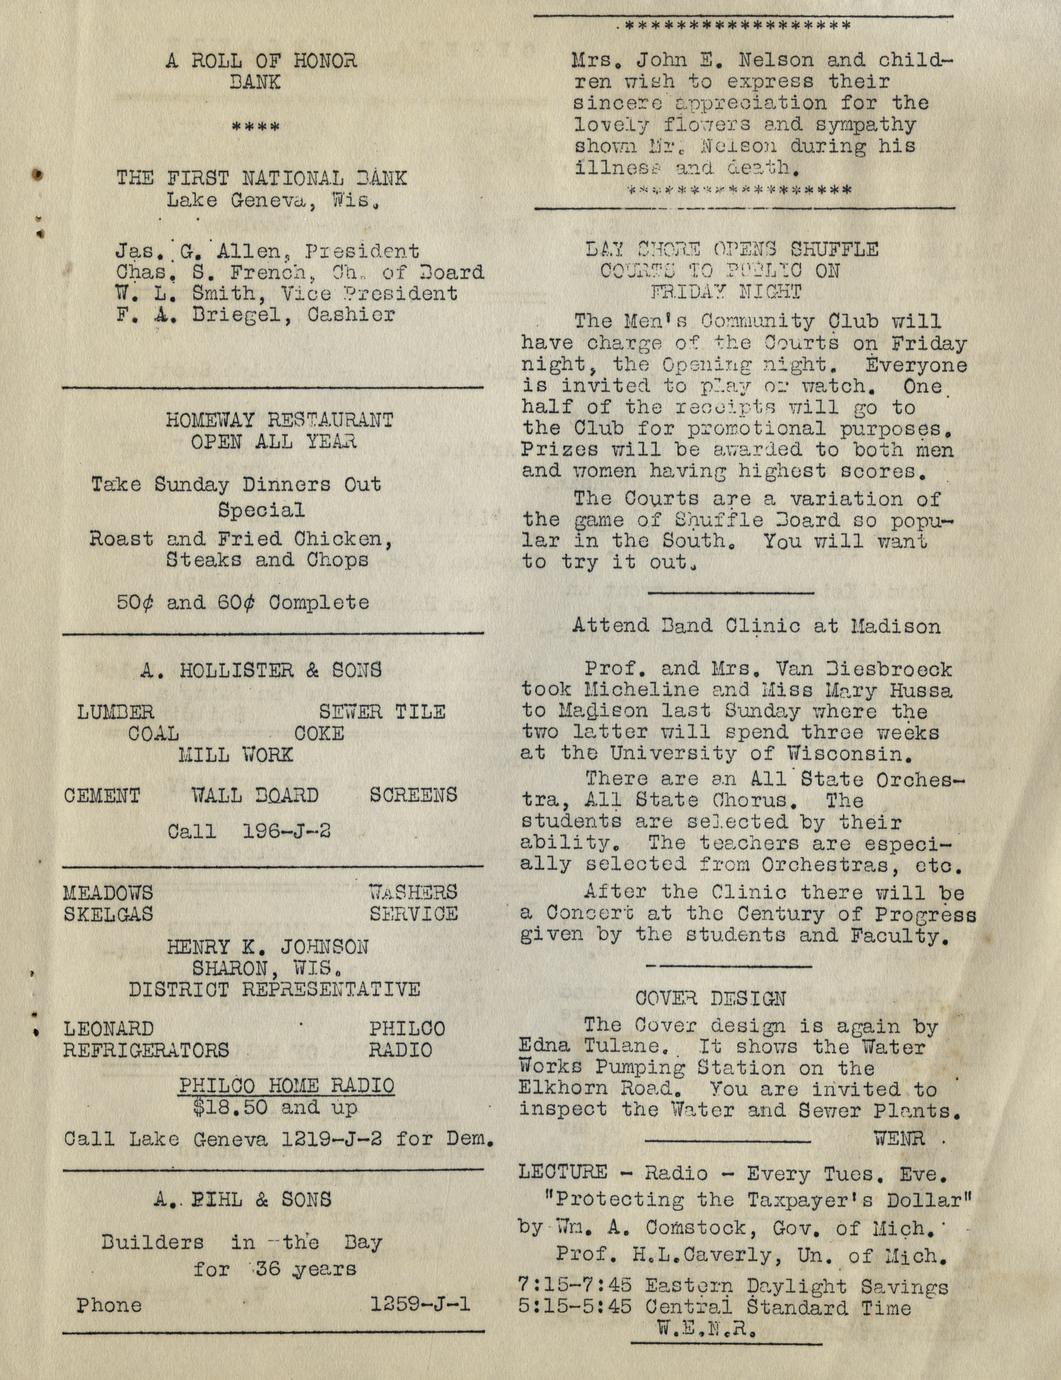 A ROLL OF HONOR
BANK
****
THE FIRST NATIONAL BANK
Lake Geneva, Wis.
Jas. G. Allen, President
Chas. S. French, Ch. of Board
W. L. Smith, Vice President
F. A. Briegel, Cashier
HOMEWAY RESTAURANT
OPEN ALL YEAR
Take Sunday Dinners Out
Special
Roast and Fried Chicken,
Steaks and Chops
50¢ and 60¢ Complete
A. HOLLISTER & SONS
LUMBER SEWER TILE
COAL COKE
MILL WORK
CEMENT WALL BOARD SCREENS
Call 196-J-2
MEADOWS WASHERS
SKELGAS SERVICE
HENRY K. JOHNSON
SHARON, WIS.
DISTRICT REPRESENTATIVE
LEONARD PHILCO
REFRIGERATORS RADIO
PHILCO HOME RADIO
$18.50 and up
Call Lake Geneva 1219-J-2 for Dem.
A. PIHL & SONS
Builders in the Bay
for 36 years
Phone 1259-J-1
******************
Mrs. John E. Nelson and child-
ren wish to express their
sincere appreciation for the
lovely flowers and sympathy
shown Mr. Nelson during his
illness and death.
******************
BAY SHORE OPENS SHUFFLE
COURTS TO PUBLIC ON
FRIDAY NIGHT
The Men's Community Club will
have charge of the Courts on Friday
night, the Opening night. Everyone
is invited to play or watch. One
half of the receipts will go to
the Club for promotional purposes.
Prizes will be awarded to both men
and women having highest scores.
The Courts are a variation of
the game of Shuffle Board so popu-
lar in the South. You will want
to try it out.
Attend Band Clinic at Madison
Prof. and Mrs. Van Biesbroeck
took Micheline and Miss Mary Hussa
to Madison last Sunday where the
two latter will spend three weeks
at the University of Wisconsin.
There are an All State Orches-
tra, All State Chorus. The
students are selected by their
ability. The teachers are especi-
ally selected from Orchestras, etc.
After the Clinic there will be
a Concert at the Century of Progress
given by the students and Faculty.
COVER DESIGN
The Cover design is again by
Edna Tulane. It shows the Water
Works Pumping Station on the
Elkhorn Road. You are invited to
inspect the Water and Sewer Plants.
WENR
LECTURE - Radio - Every Tues. Eve.
"Protecting the Taxpayer's Dollar"
by Wm. A. Comstock, Gov. of Mich.
Prof. H.L.Caverly, Un. of Mich.
7:15-7:45 Eastern Daylight Savings
5:15-5:45 Central Standard Time
W.E.N.R.